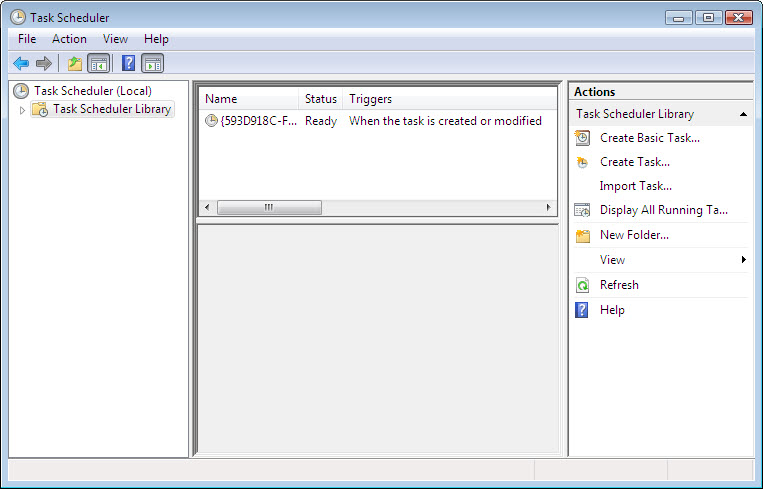 Task Scheduler
File Action View Help
Task Scheduler (Local)
Task Scheduler Library
Name Status Triggers
{593D918C-F... Ready When the task is created or modified
Actions
Task Scheduler Library
Create Basic Task...
Create Task...
Import Task...
Display All Running Ta...
New Folder...
View
Refresh
Help